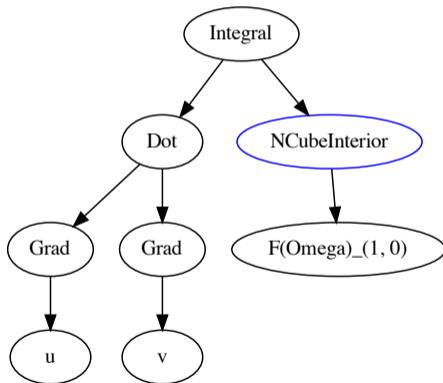 Integral
Dot
NCubeInterior
Grad
Grad
F(Omega)_(1, 0)
u
v